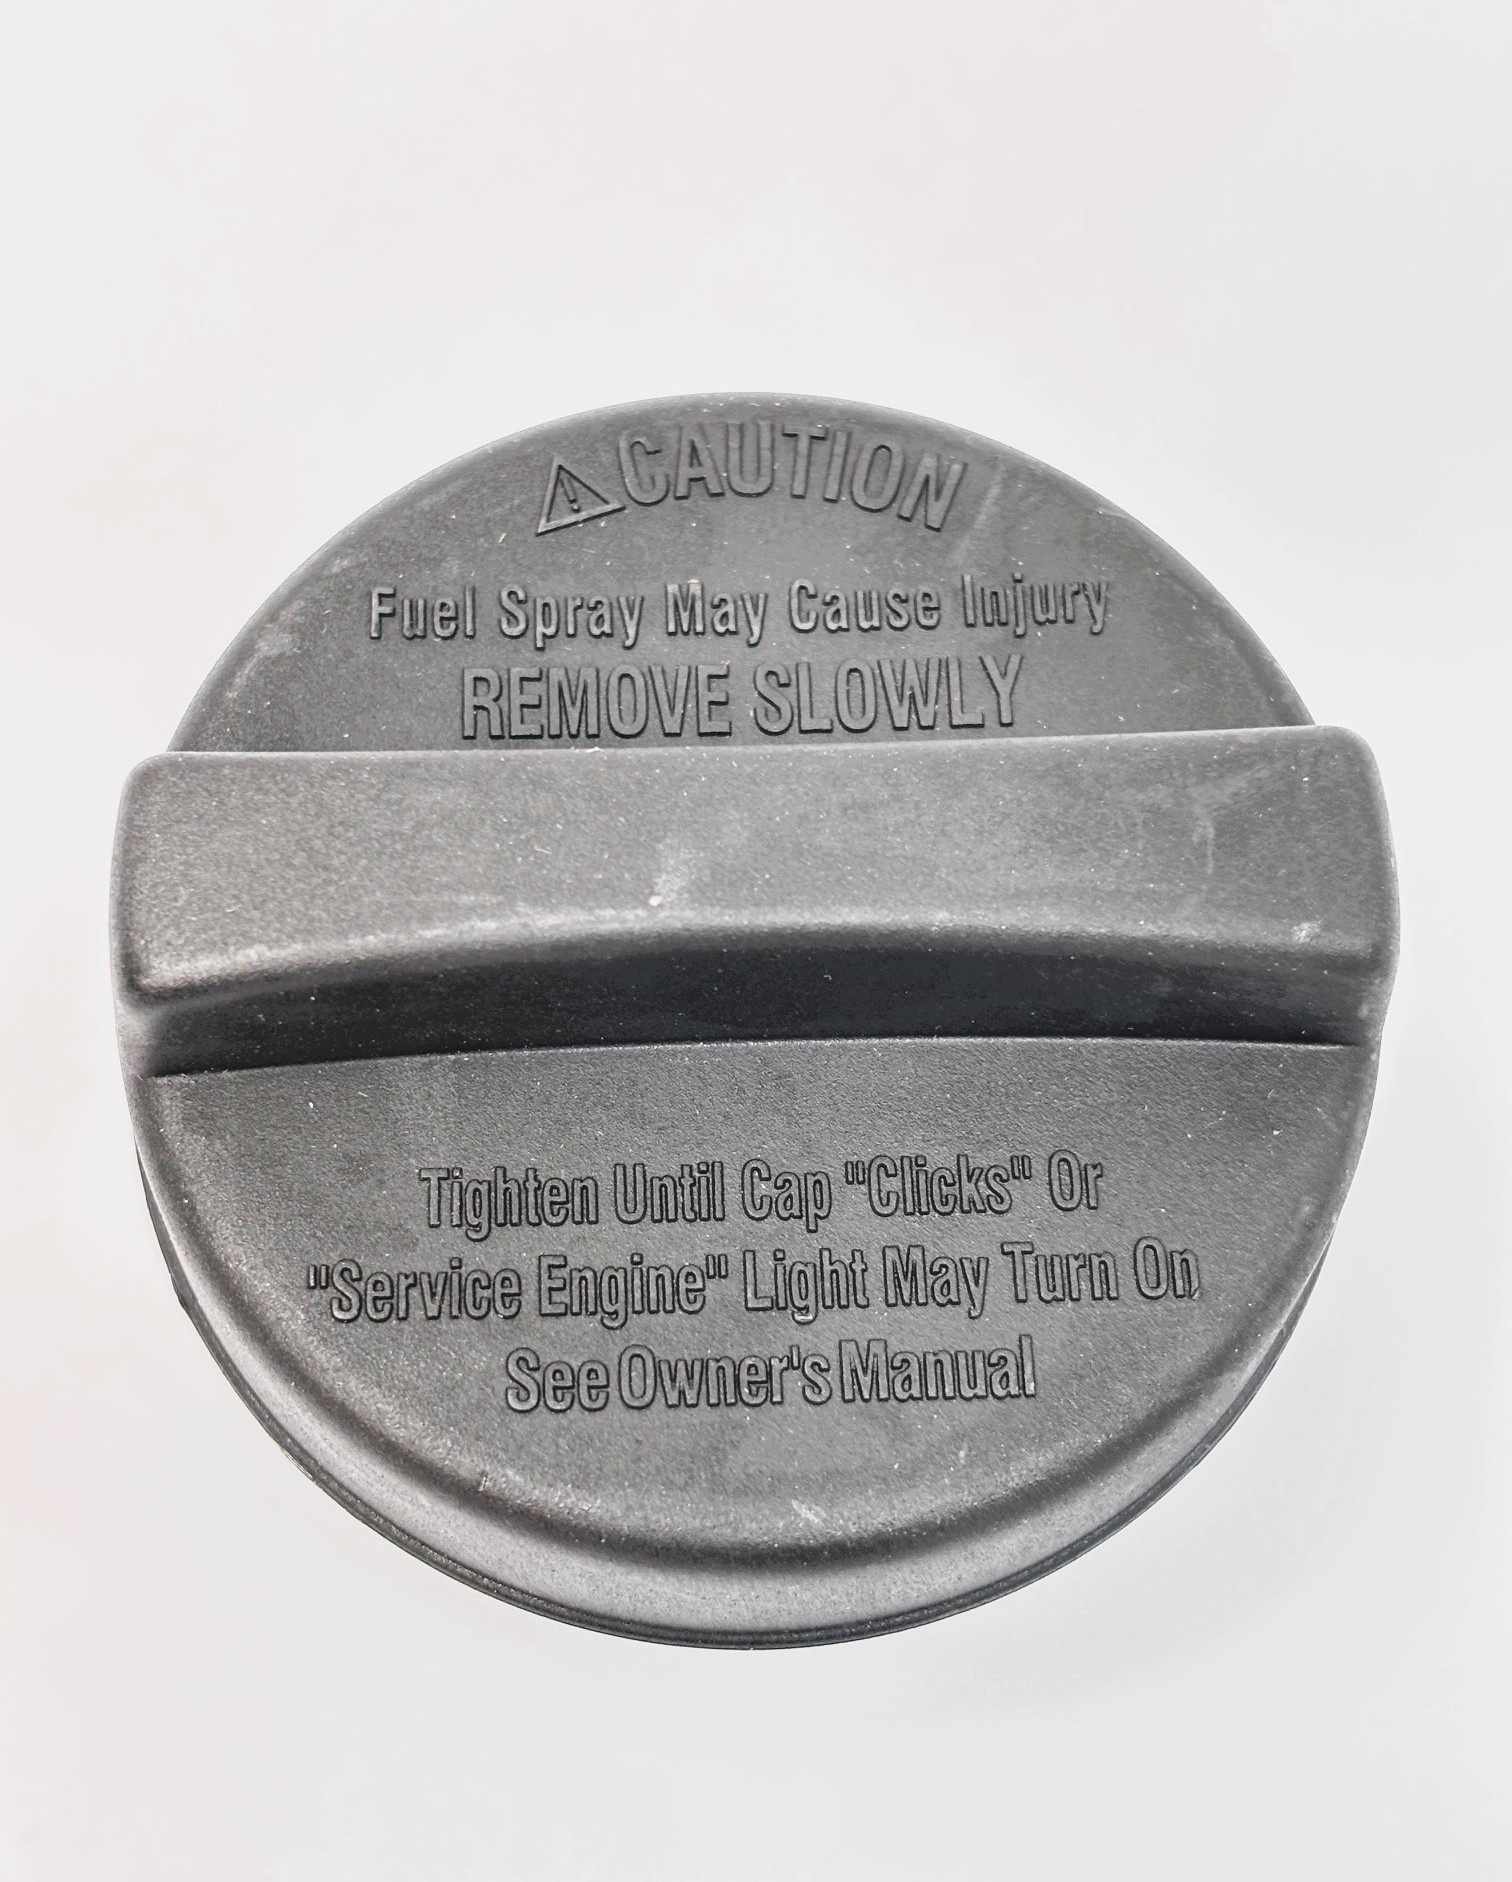 ⚠CAUTION
Fuel Spray May Cause Injury
REMOVE SLOWLY
Tighten Until Cap "Clicks" Or
"Service Engine" Light May Turn On
See Owner's Manual